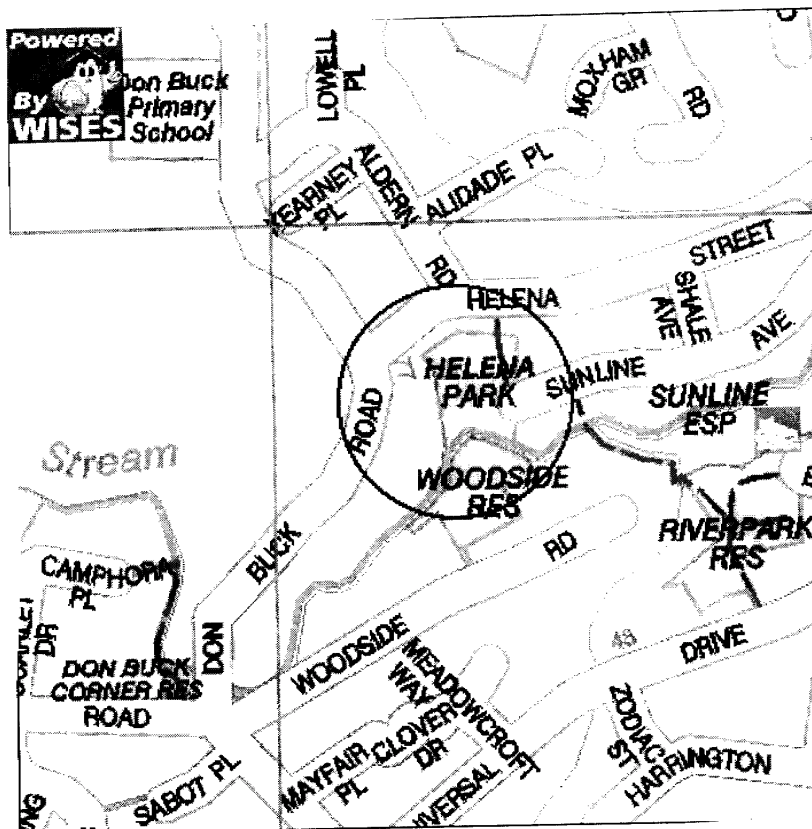 Powered
By
WISES
Don Buck
Primary
School
LOWELL
PL
MOXHAM
GR
RD
KEARNEY
PL
ALDERN
RD
ALIDADE PL
HELENA
STREET
SHALE
AVE
HELENA
PARK
SUNLINE
AVE
SUNLINE
ESP
ROAD
Stream
WOODSIDE
RES
RIVERPARK
RES
BUCK
RD
CAMPHORA
PL
DR
DON
DON BUCK
CORNER RES
ROAD
WOODSIDE
48
DRIVE
MEADOWCROFT
WAY
ZODIAC
ST
HARRINGTON
CLOVER
DR
MAYFAIR
PL
SABOT PL